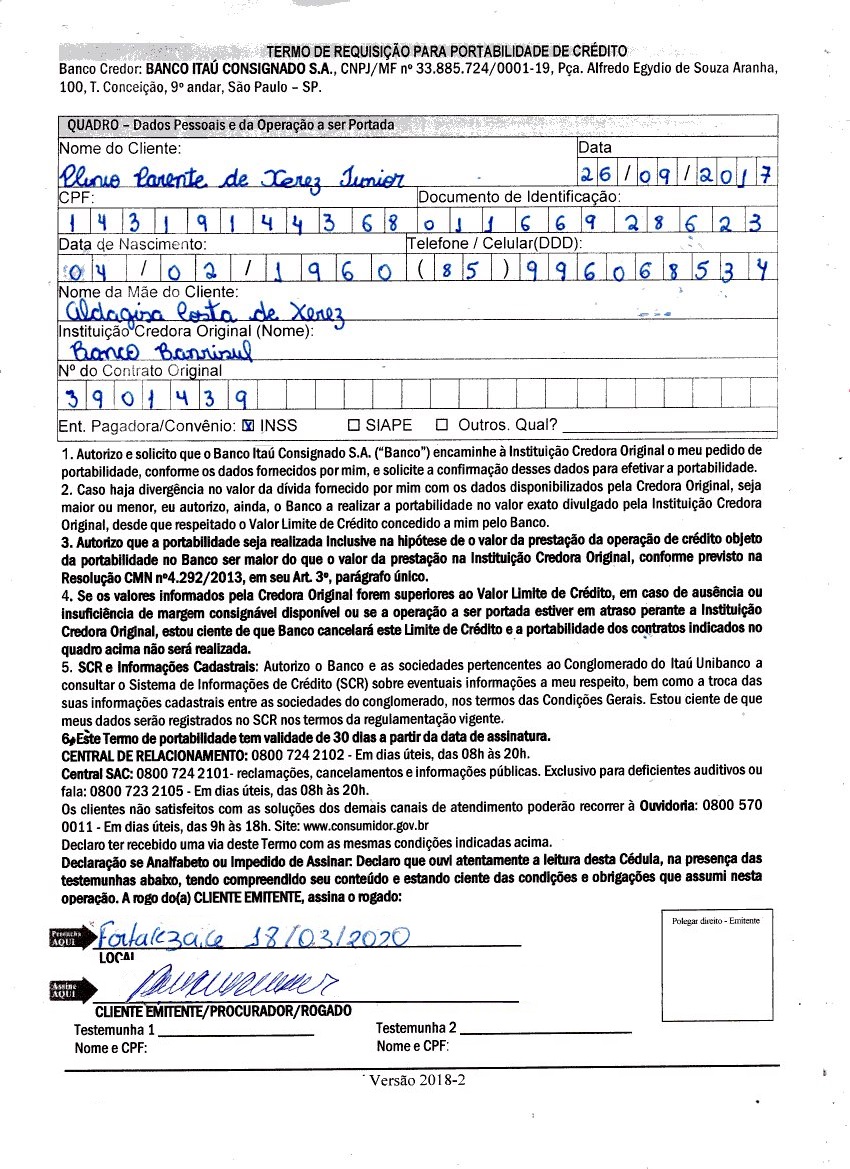 TERMO DE REQUISIÇÃO PARA PORTABILIDADE DE CRÉDITO
Banco Credor: BANCO ITAÚ CONSIGNADO S.A., CNPJ/MF nº 33.885.724/0001-19, Pça. Alfredo Egydio de Souza Aranha,
100, T. Conceição, 9º andar, São Paulo – SP.
QUADRO – Dados Pessoais e da Operação a ser Portada
Nome do Cliente: Data
Plinio Parente de Xerez Junior 26/09/2017
CPF: Documento de Identificação:
14319144368 01166928623
Data de Nascimento: Telefone / Celular(DDD):
04/02/1960 (85)996068534
Nome da Mãe do Cliente:
Aldagisa Costa de Xerez
Instituição Credora Original (Nome):
Banco Banrisul
Nº do Contrato Original
3901439
Ent. Pagadora/Convênio: ☒ INSS ☐ SIAPE ☐ Outros. Qual?
1. Autorizo e solicito que o Banco Itaú Consignado S.A. (“Banco”) encaminhe à Instituição Credora Original o meu pedido de
portabilidade, conforme os dados fornecidos por mim, e solicite a confirmação desses dados para efetivar a portabilidade.
2. Caso haja divergência no valor da dívida fornecido por mim com os dados disponibilizados pela Credora Original, seja
maior ou menor, eu autorizo, ainda, o Banco a realizar a portabilidade no valor exato divulgado pela Instituição Credora
Original, desde que respeitado o Valor Limite de Crédito concedido a mim pelo Banco.
3. Autorizo que a portabilidade seja realizada inclusive na hipótese de o valor da prestação da operação de crédito objeto
da portabilidade no Banco ser maior do que o valor da prestação na Instituição Credora Original, conforme previsto na
Resolução CMN nº4.292/2013, em seu Art. 3º, parágrafo único.
4. Se os valores informados pela Credora Original forem superiores ao Valor Limite de Crédito, em caso de ausência ou
insuficiência de margem consignável disponível ou se a operação a ser portada estiver em atraso perante a Instituição
Credora Original, estou ciente de que Banco cancelará este Limite de Crédito e a portabilidade dos contratos indicados no
quadro acima não será realizada.
5. SCR e Informações Cadastrais: Autorizo o Banco e as sociedades pertencentes ao Conglomerado do Itaú Unibanco a
consultar o Sistema de Informações de Crédito (SCR) sobre eventuais informações a meu respeito, bem como a troca das
suas informações cadastrais entre as sociedades do conglomerado, nos termos das Condições Gerais. Estou ciente de que
meus dados serão registrados no SCR nos termos da regulamentação vigente.
6. Este Termo de portabilidade tem validade de 30 dias a partir da data de assinatura.
CENTRAL DE RELACIONAMENTO: 0800 724 2102 - Em dias úteis, das 08h às 20h.
Central SAC: 0800 724 2101- reclamações, cancelamentos e informações públicas. Exclusivo para deficientes auditivos ou
fala: 0800 723 2105 - Em dias úteis, das 08h às 20h.
Os clientes não satisfeitos com as soluções dos demais canais de atendimento poderão recorrer à Ouvidoria: 0800 570
0011 - Em dias úteis, das 9h às 18h. Site: www.consumidor.gov.br
Declaro ter recebido uma via deste Termo com as mesmas condições indicadas acima.
Declaração se Analfabeto ou Impedido de Assinar: Declaro que ouvi atentamente a leitura desta Cédula, na presença das
testemunhas abaixo, tendo compreendido seu conteúdo e estando ciente das condições e obrigações que assumi nesta
operação. A rogo do(a) CLIENTE EMITENTE, assina o rogado:
Polegar direito - Emitente
Preencha
AQUI
Fortaleza, ce 18/03/2020
LOCAL
Assine
AQUI
CLIENTE EMITENTE/PROCURADOR/ROGADO
Testemunha 1 Testemunha 2
Nome e CPF: Nome e CPF:
Versão 2018-2